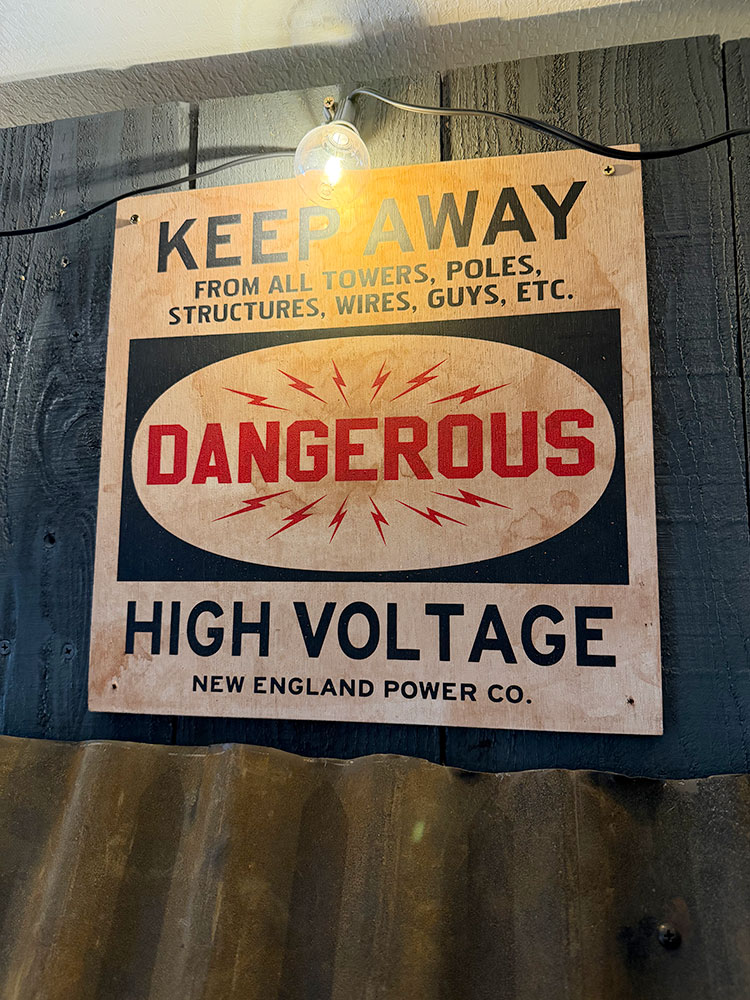 KEEP AWAY
FROM ALL TOWERS, POLES,
STRUCTURES, WIRES, GUYS, ETC.
DANGEROUS
HIGH VOLTAGE
NEW ENGLAND POWER CO.